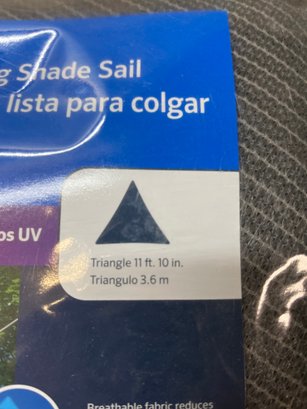 g Shade Sail
lista para colgar
os UV
Triangle 11 ft. 10 in.
Triangulo 3.6 m
Breathable fabric reduces